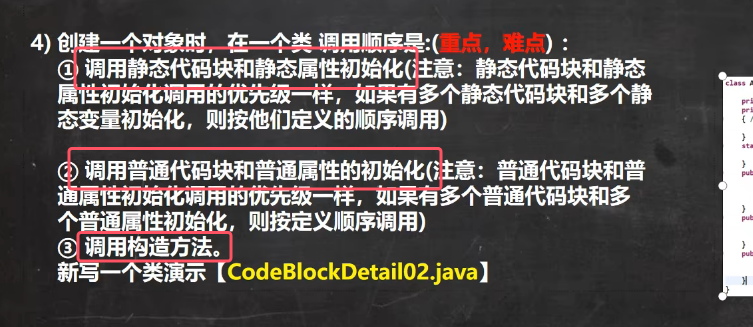 4) 创建一个对象时，在一个类 调用顺序是:(重点，难点)：
① 调用静态代码块和静态属性初始化(注意：静态代码块和静态
属性初始化调用的优先级一样，如果有多个静态代码块和多个静
态变量初始化，则按他们定义的顺序调用)
② 调用普通代码块和普通属性的初始化(注意：普通代码块和普
通属性初始化调用的优先级一样，如果有多个普通代码块和多
个普通属性初始化，则按定义顺序调用)
③ 调用构造方法。
新写一个类演示【CodeBlockDetail02.java】
class A
pri
pri
{ /
}
sta
}
pub
}
pub
}
pub
}
}